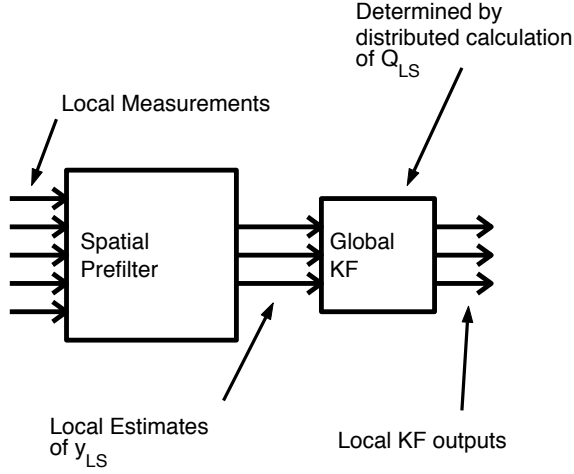 Determined by
distributed calculation
of Q_LS
Local Measurements
Spatial
Prefilter
Global
KF
Local Estimates
of y_LS
Local KF outputs